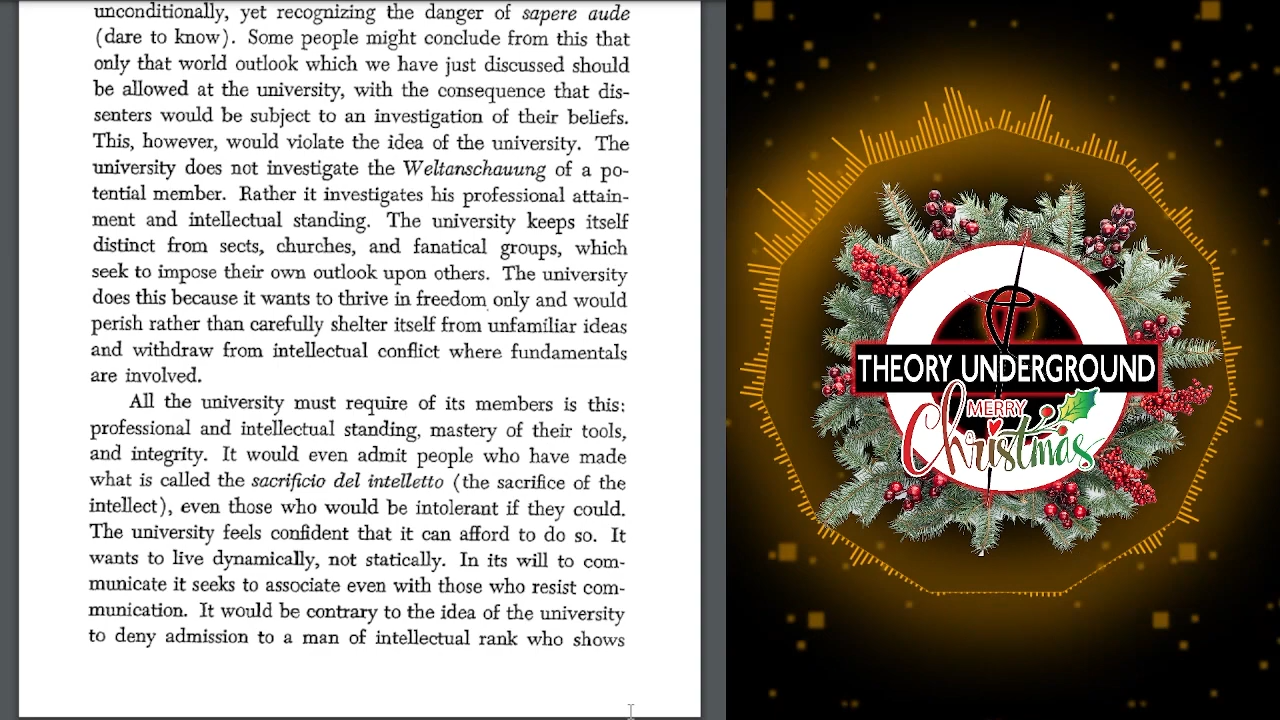 unconditionally, yet recognizing the danger of sapere aude
(dare to know). Some people might conclude from this that
only that world outlook which we have just discussed should
be allowed at the university, with the consequence that dis-
senters would be subject to an investigation of their beliefs.
This, however, would violate the idea of the university. The
university does not investigate the Weltanschauung of a po-
tential member. Rather it investigates his professional attain-
ment and intellectual standing. The university keeps itself
distinct from sects, churches, and fanatical groups, which
seek to impose their own outlook upon others. The university
does this because it wants to thrive in freedom only and would
perish rather than carefully shelter itself from unfamiliar ideas
and withdraw from intellectual conflict where fundamentals
are involved.
All the university must require of its members is this:
professional and intellectual standing, mastery of their tools,
and integrity. It would even admit people who have made
what is called the sacrificio del intelletto (the sacrifice of the
intellect), even those who would be intolerant if they could.
The university feels confident that it can afford to do so. It
wants to live dynamically, not statically. In its will to com-
municate it seeks to associate even with those who resist com-
munication. It would be contrary to the idea of the university
to deny admission to a man of intellectual rank who shows
THEORY UNDERGROUND
MERRY
Christmas